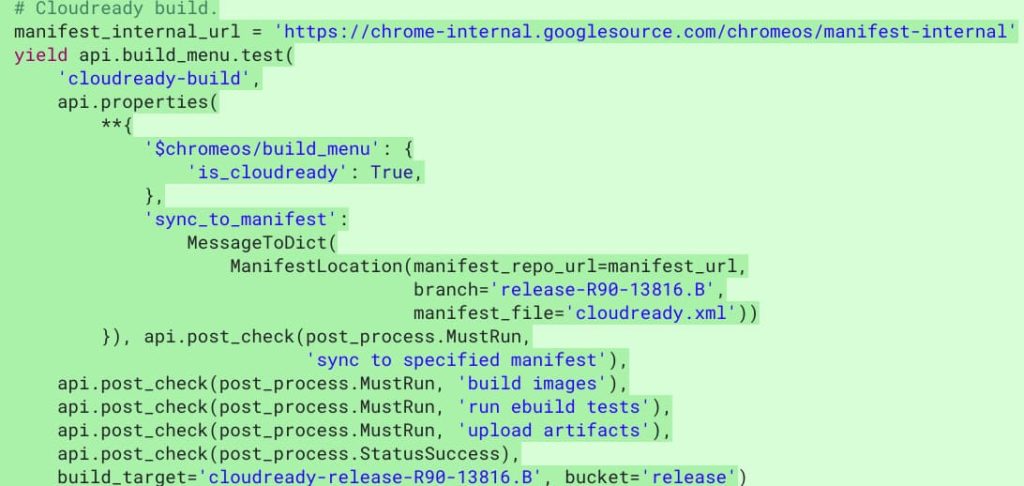 # Cloudready build.
manifest_internal_url = 'https://chrome-internal.googlesource.com/chromeos/manifest-internal'
yield api.build_menu.test(
    'cloudready-build',
    api.properties(
        **{
            '$chromeos/build_menu': {
                'is_cloudready': True,
            },
            'sync_to_manifest':
                MessageToDict(
                    ManifestLocation(manifest_repo_url=manifest_url,
                                     branch='release-R90-13816.B',
                                     manifest_file='cloudready.xml'))
        }), api.post_check(post_process.MustRun,
                           'sync to specified manifest'),
    api.post_check(post_process.MustRun, 'build images'),
    api.post_check(post_process.MustRun, 'run ebuild tests'),
    api.post_check(post_process.MustRun, 'upload artifacts'),
    api.post_check(post_process.StatusSuccess),
    build_target='cloudready-release-R90-13816.B', bucket='release')